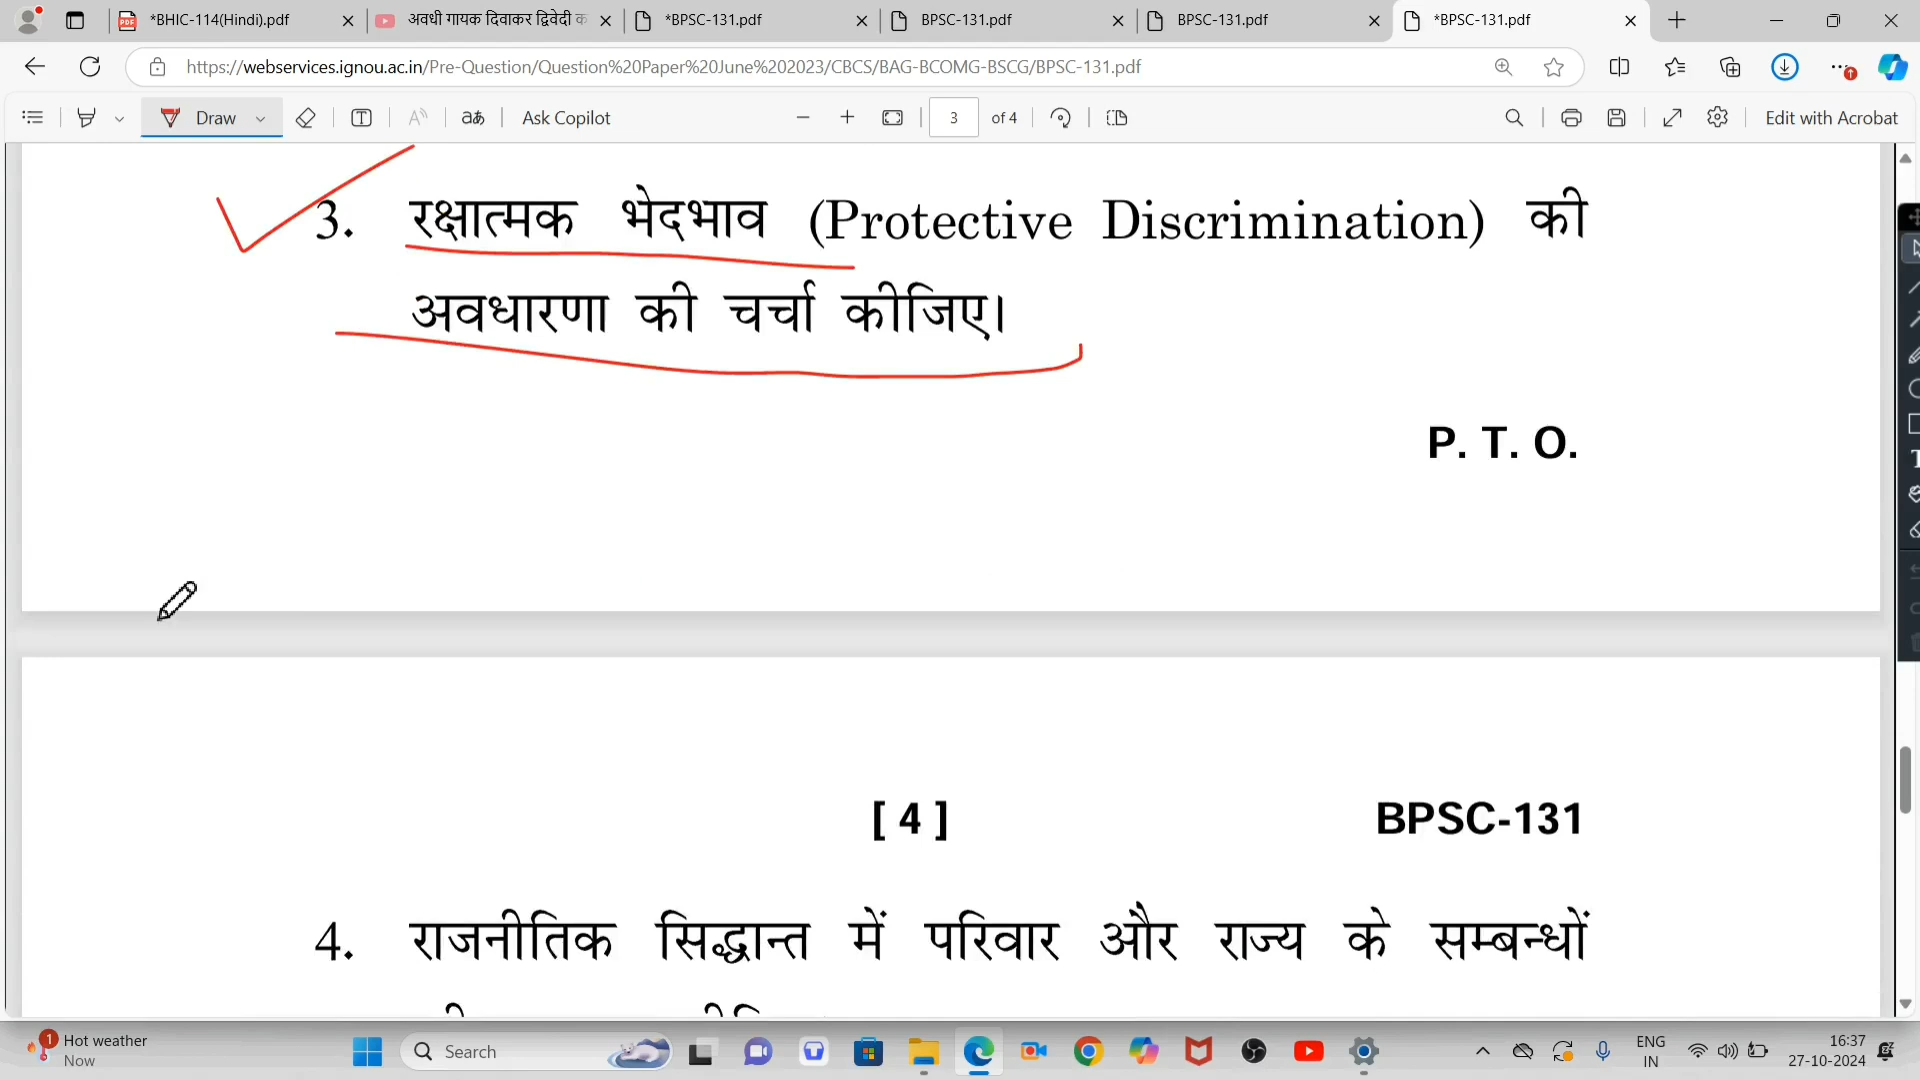 *BHIC-114(Hindi).pdf
अवधी गायक दिवाकर द्विवेदी क
*BPSC-131.pdf
BPSC-131.pdf
BPSC-131.pdf
*BPSC-131.pdf
https://webservices.ignou.ac.in/Pre-Question/Question%20Paper%20June%202023/CBCS/BAG-BCOMG-BSCG/BPSC-131.pdf
Draw
Ask Copilot
3
of 4
Edit with Acrobat
3. रक्षात्मक भेदभाव (Protective Discrimination) की
अवधारणा की चर्चा कीजिए।
P. T. O.
[ 4 ]
BPSC-131
4. राजनीतिक सिद्धान्त में परिवार और राज्य के सम्बन्धों
1
Hot weather
Now
Search
ENG
IN
16:37
27-10-2024